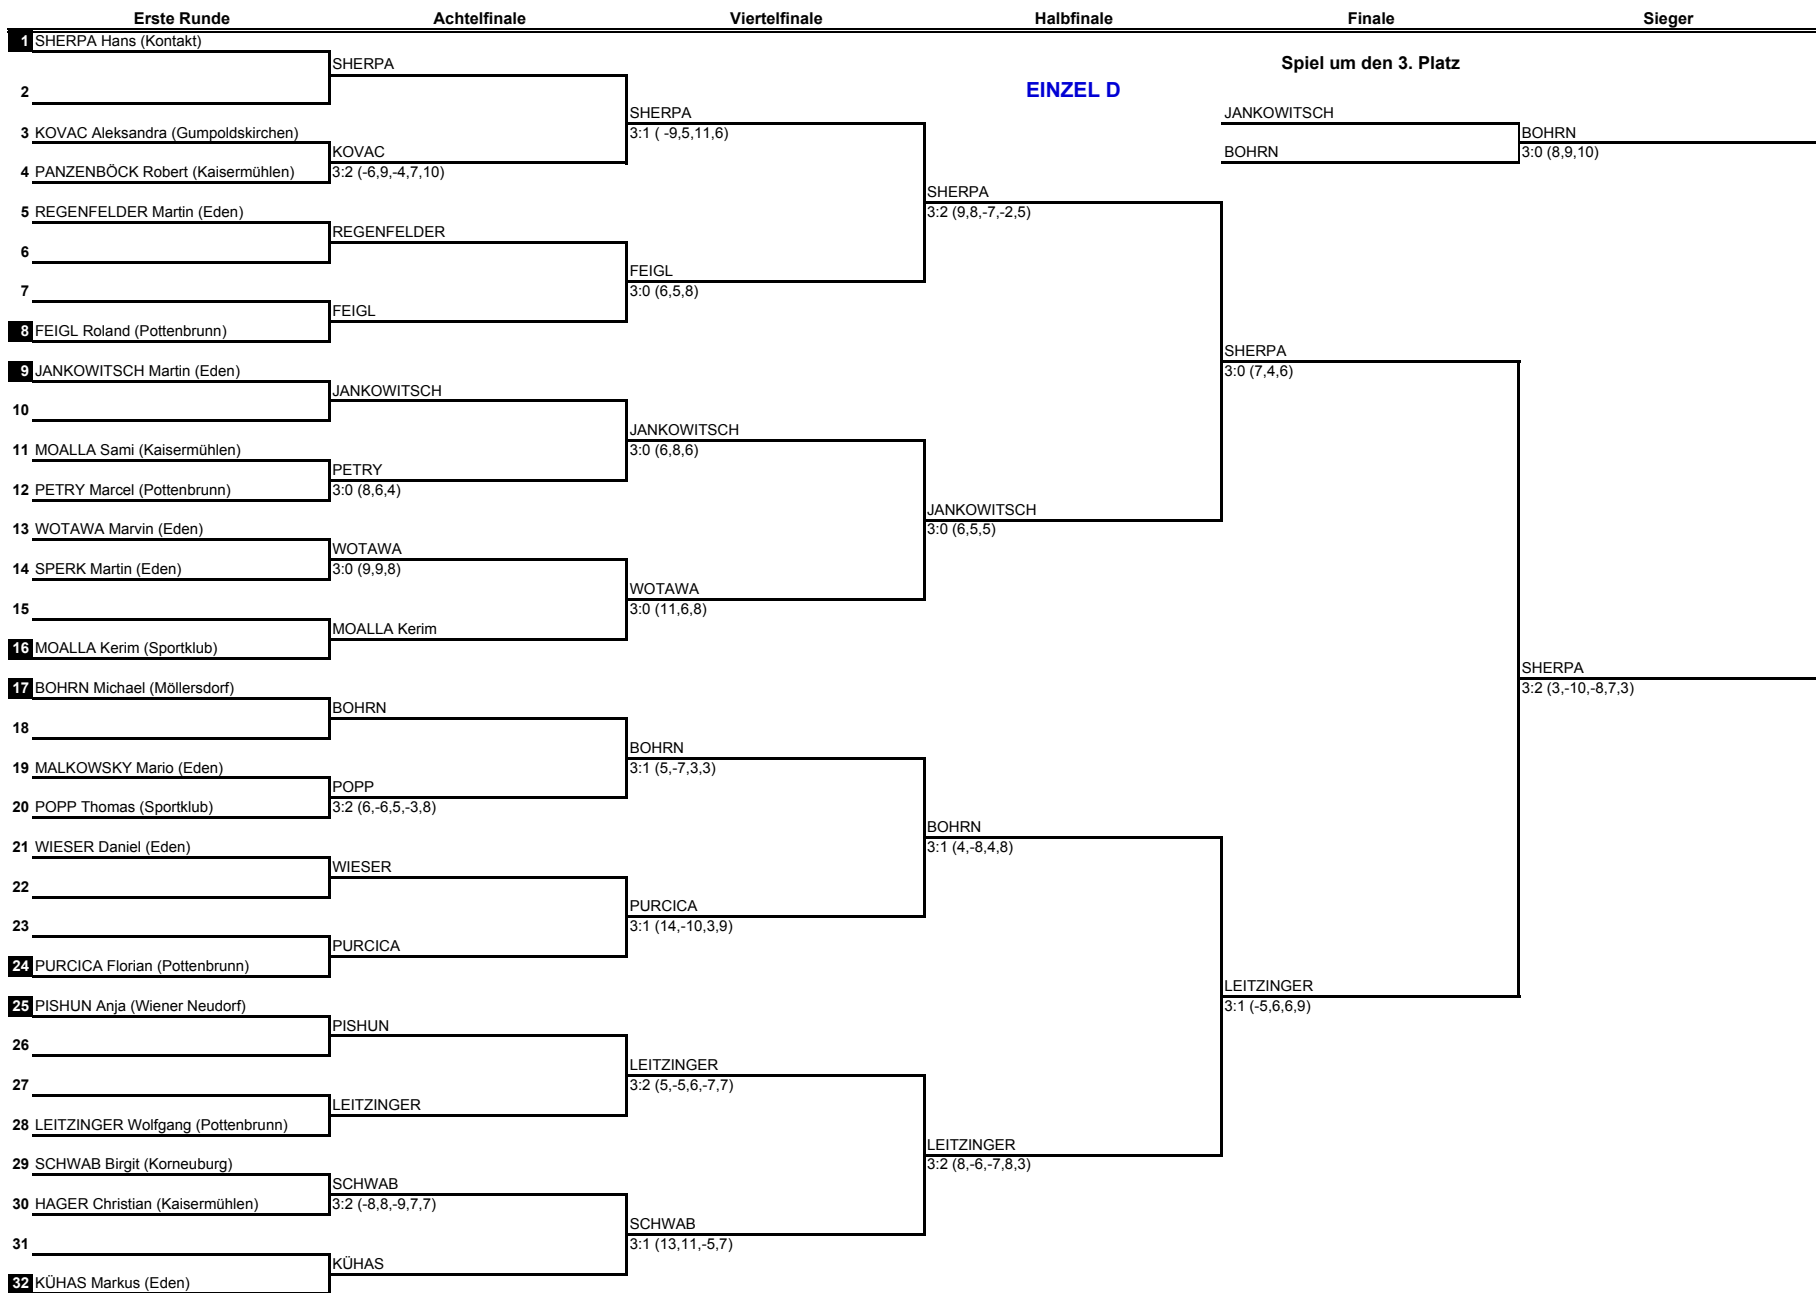 Erste Runde Achtelfinale Viertelfinale Halbfinale Finale Sieger
1 SHERPA Hans (Kontakt)
SHERPA Spiel um den 3. Platz
2 EINZEL D
SHERPA JANKOWITSCH
3 KOVAC Aleksandra (Gumpoldskirchen) 3:1 ( -9,5,11,6) BOHRN
KOVAC BOHRN 3:0 (8,9,10)
4 PANZENBÖCK Robert (Kaisermühlen) 3:2 (-6,9,-4,7,10)
SHERPA
5 REGENFELDER Martin (Eden) 3:2 (9,8,-7,-2,5)
REGENFELDER
6
FEIGL
7 3:0 (6,5,8)
FEIGL
8 FEIGL Roland (Pottenbrunn)
SHERPA
9 JANKOWITSCH Martin (Eden) 3:0 (7,4,6)
JANKOWITSCH
10
JANKOWITSCH
11 MOALLA Sami (Kaisermühlen) 3:0 (6,8,6)
PETRY
12 PETRY Marcel (Pottenbrunn) 3:0 (8,6,4)
JANKOWITSCH
13 WOTAWA Marvin (Eden) 3:0 (6,5,5)
WOTAWA
14 SPERK Martin (Eden) 3:0 (9,9,8)
WOTAWA
15 3:0 (11,6,8)
MOALLA Kerim
16 MOALLA Kerim (Sportklub)
SHERPA
17 BOHRN Michael (Möllersdorf) 3:2 (3,-10,-8,7,3)
BOHRN
18
BOHRN
19 MALKOWSKY Mario (Eden) 3:1 (5,-7,3,3)
POPP
20 POPP Thomas (Sportklub) 3:2 (6,-6,5,-3,8)
BOHRN
21 WIESER Daniel (Eden) 3:1 (4,-8,4,8)
WIESER
22
PURCICA
23 3:1 (14,-10,3,9)
PURCICA
24 PURCICA Florian (Pottenbrunn)
LEITZINGER
25 PISHUN Anja (Wiener Neudorf) 3:1 (-5,6,6,9)
PISHUN
26
LEITZINGER
27 3:2 (5,-5,6,-7,7)
LEITZINGER
28 LEITZINGER Wolfgang (Pottenbrunn)
LEITZINGER
29 SCHWAB Birgit (Korneuburg) 3:2 (8,-6,-7,8,3)
SCHWAB
30 HAGER Christian (Kaisermühlen) 3:2 (-8,8,-9,7,7)
SCHWAB
31 3:1 (13,11,-5,7)
KÜHAS
32 KÜHAS Markus (Eden)